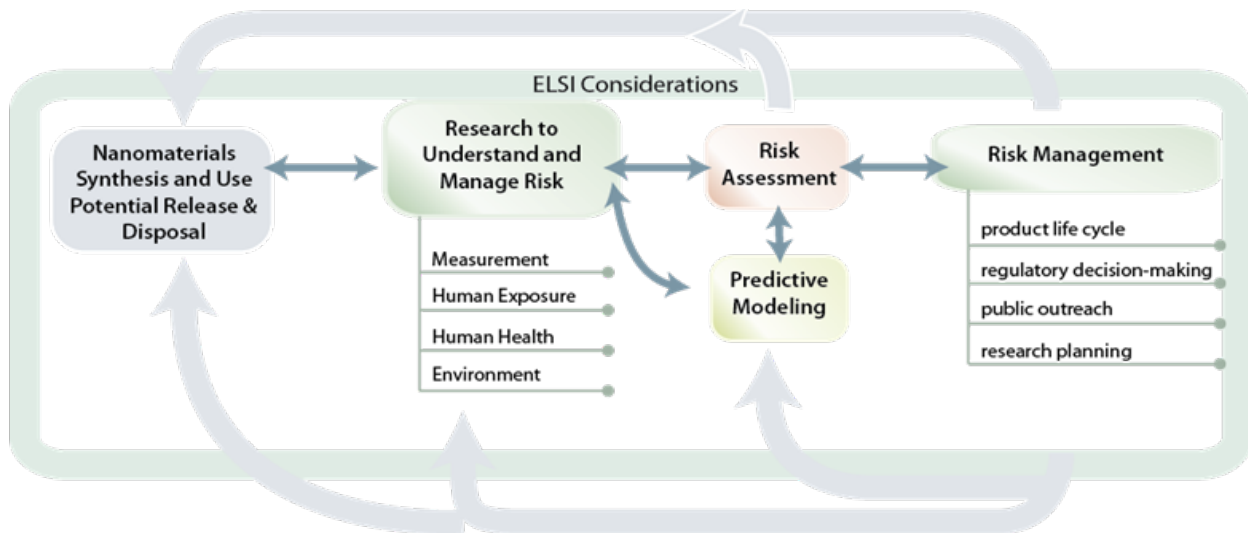 ELSI Considerations
Nanomaterials
Synthesis and Use
Potential Release &
Disposal
Research to
Understand and
Manage Risk
Measurement
Human Exposure
Human Health
Environment
Risk
Assessment
Predictive
Modeling
Risk Management
product life cycle
regulatory decision-making
public outreach
research planning